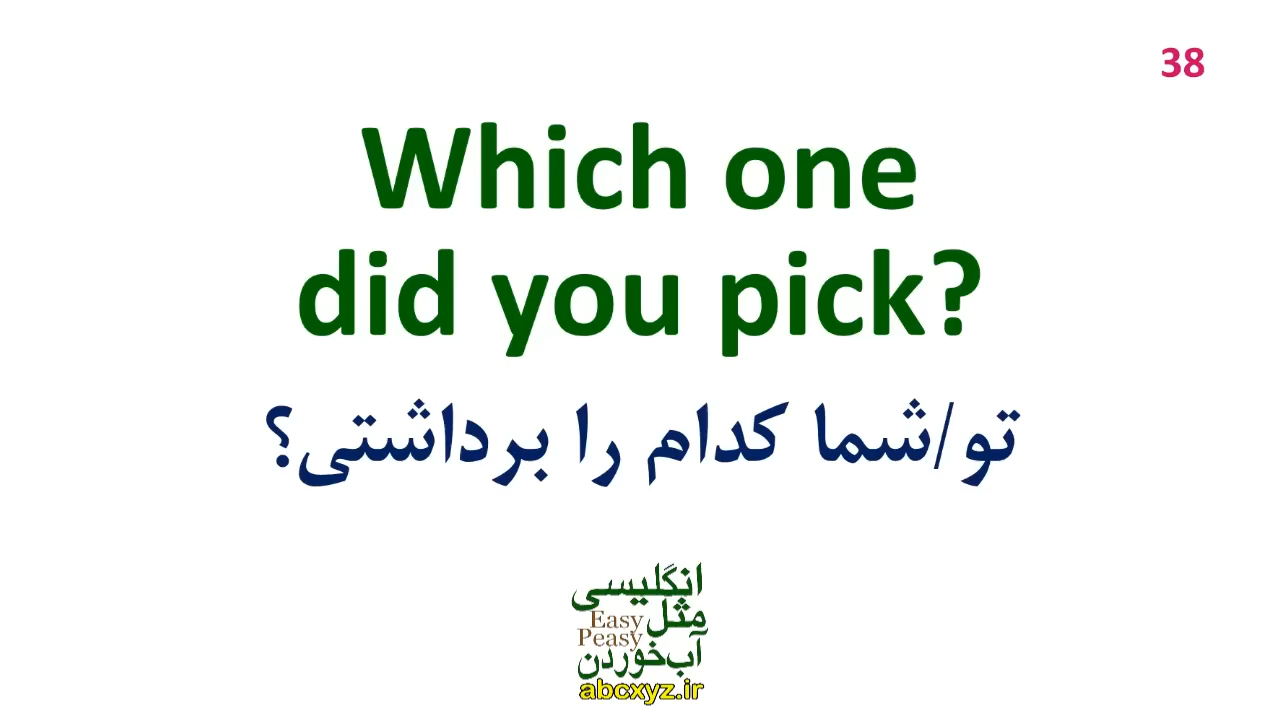 38
Which one
did you pick?
تو/شما کدام را برداشتی؟
انگلیسی
مثل
Easy
Peasy
آب‌خوردن
abcxyz.ir